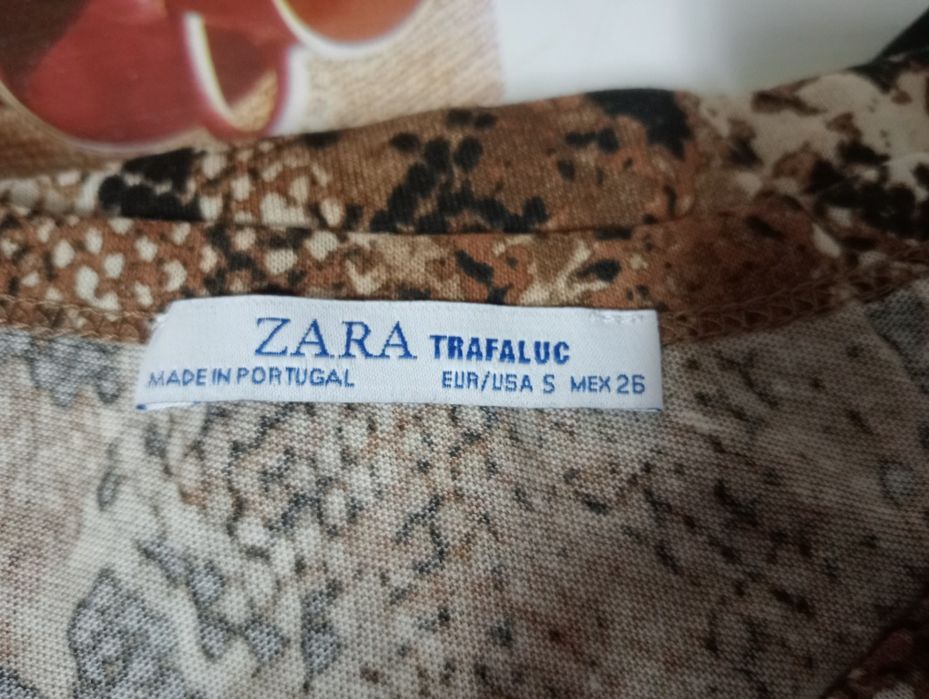 ZARA TRAFALUC
MADE IN PORTUGAL EUR/USA S MEX 26